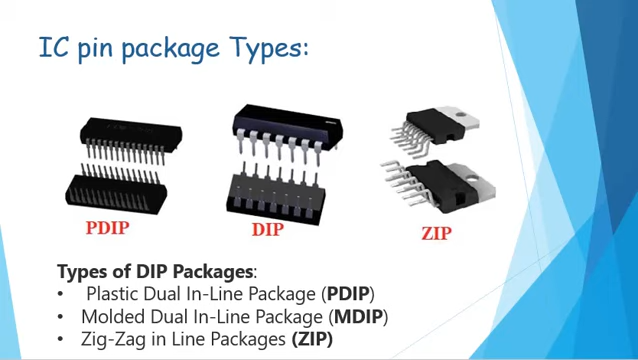 IC pin package Types:
PDIP
DIP
ZIP
Types of DIP Packages:
• Plastic Dual In-Line Package (PDIP)
• Molded Dual In-Line Package (MDIP)
• Zig-Zag in Line Packages (ZIP)